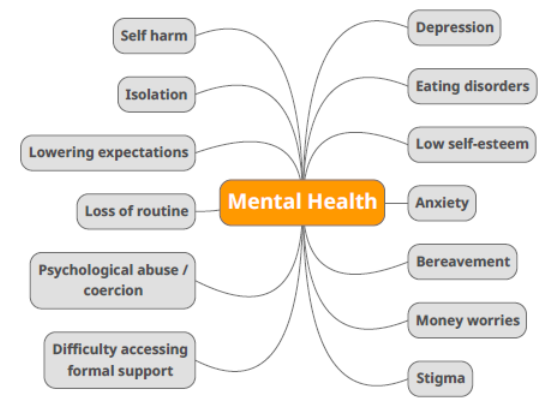 Self harm
Isolation
Lowering expectations
Loss of routine
Psychological abuse /
coercion
Difficulty accessing
formal support
Mental Health
Depression
Eating disorders
Low self-esteem
Anxiety
Bereavement
Money worries
Stigma